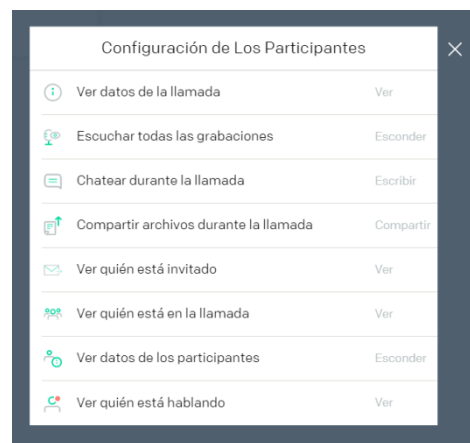 Configuración de Los Participantes
Ver datos de la llamada Ver
Escuchar todas las grabaciones Esconder
Chatear durante la llamada Escribir
Compartir archivos durante la llamada Compartir
Ver quién está invitado Ver
Ver quién está en la llamada Ver
Ver datos de los participantes Esconder
Ver quién está hablando Ver